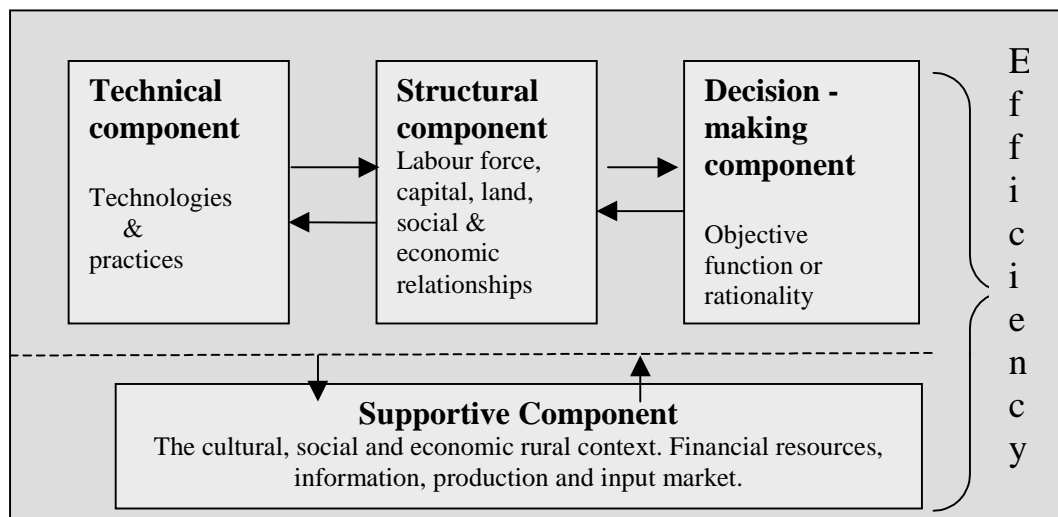 Technical
component
Technologies
&
practices
Structural
component
Labour force,
capital, land,
social &
economic
relationships
Decision -
making
component
Objective
function or
rationality
Efficiency
Supportive Component
The cultural, social and economic rural context. Financial resources,
information, production and input market.